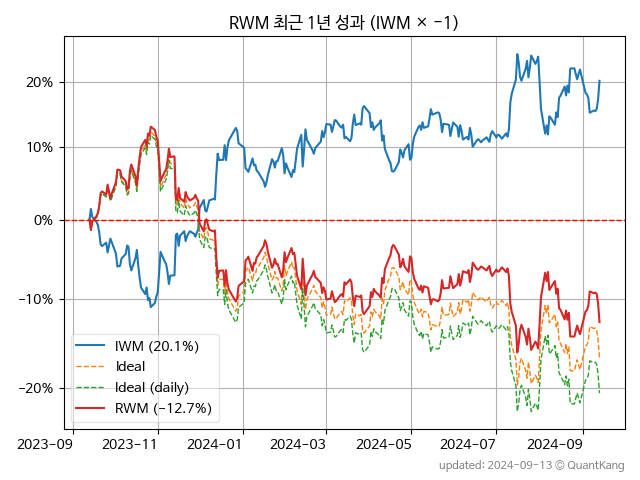 RWM 최근 1년 성과 (IWM × −1)
20%
10%
0%
−10%
−20%
IWM (20.1%)
Ideal
Ideal (daily)
RWM (−12.7%)
2023-09
2023-11
2024-01
2024-03
2024-05
2024-07
2024-09
updated: 2024-09-13 © QuantKang